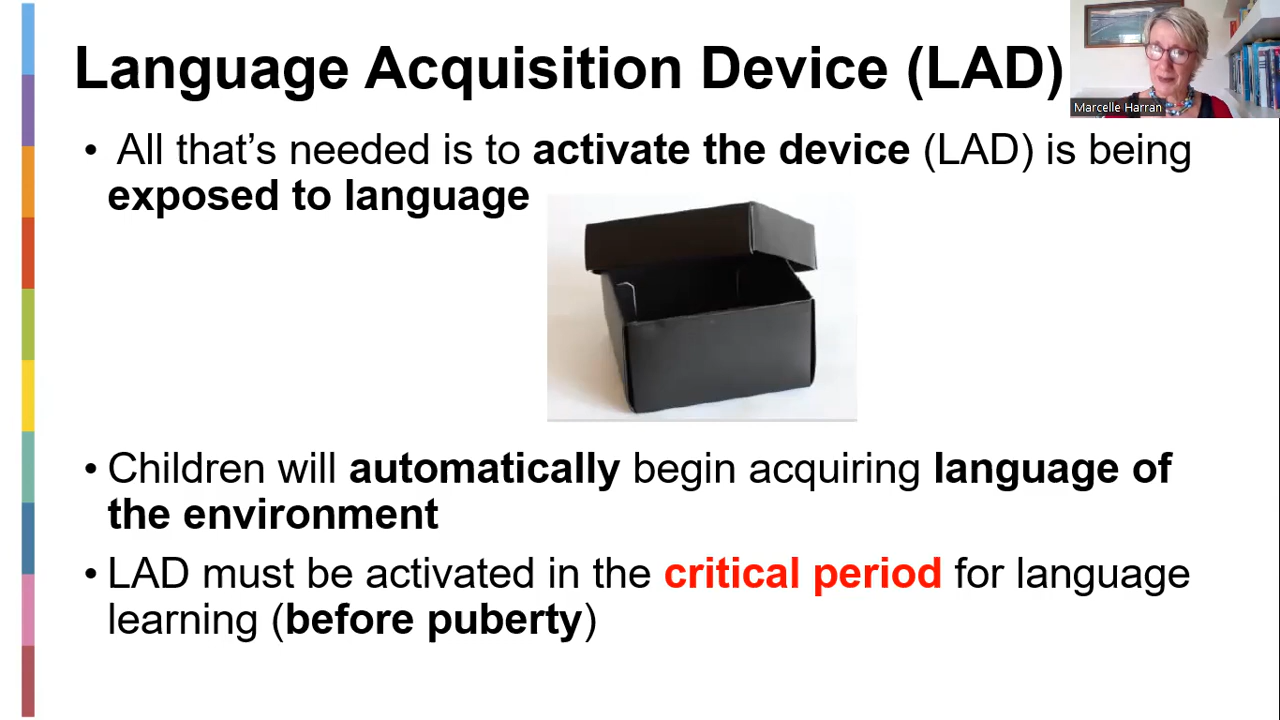 Language Acquisition Device (LAD)
Marcelle Harran
• All that’s needed is to activate the device (LAD) is being
exposed to language
• Children will automatically begin acquiring language of
the environment
• LAD must be activated in the critical period for language
learning (before puberty)